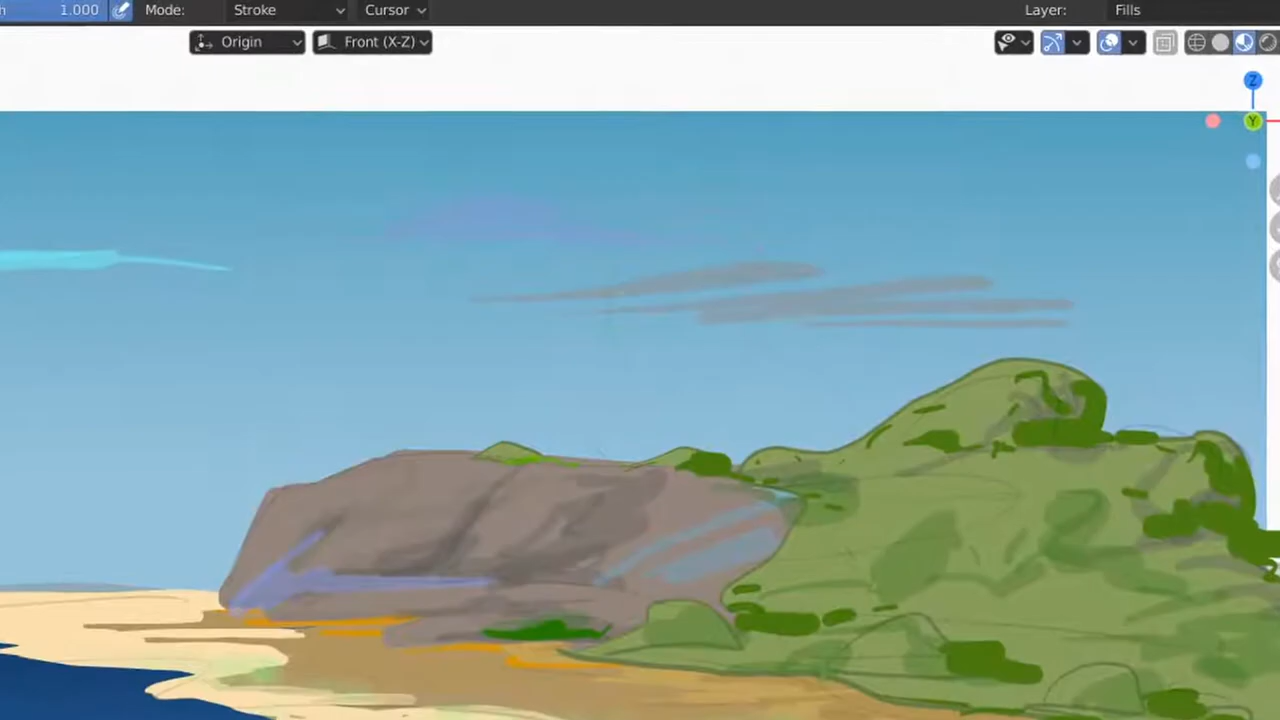 1.000 Mode: Stroke Cursor Layer: Fills
Origin Front (X-Z)
Z
Y